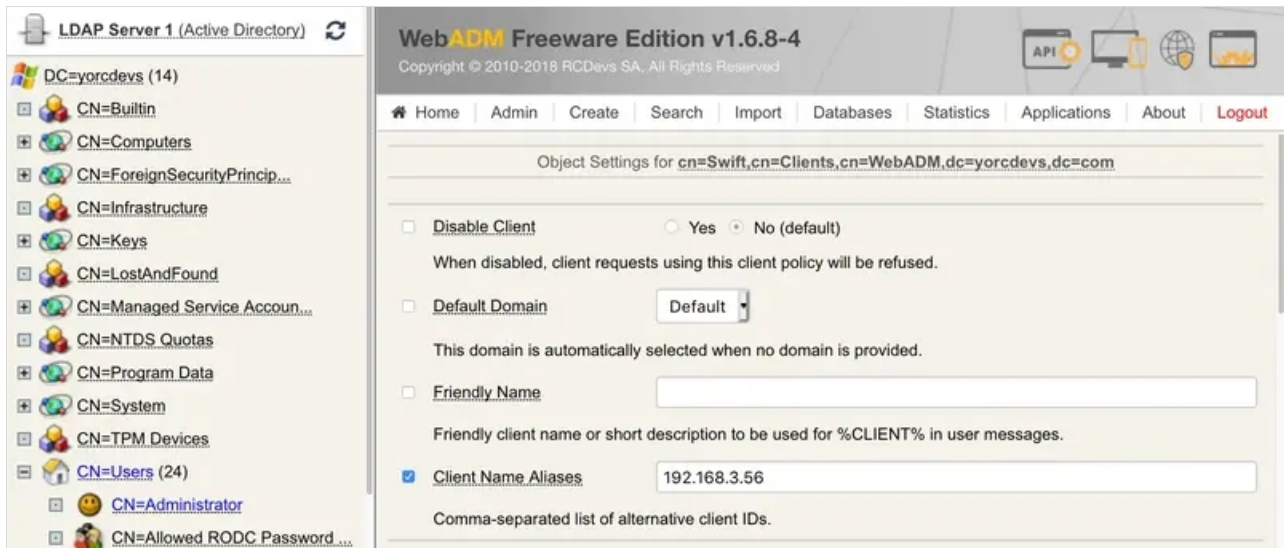 LDAP Server 1 (Active Directory)
DC=yorcdevs (14)
CN=Builtin
CN=Computers
CN=ForeignSecurityPrincip...
CN=Infrastructure
CN=Keys
CN=LostAndFound
CN=Managed Service Accoun...
CN=NTDS Quotas
CN=Program Data
CN=System
CN=TPM Devices
CN=Users (24)
CN=Administrator
CN=Allowed RODC Password ...
WebADM Freeware Edition v1.6.8-4
Copyright © 2010-2018 RCDevs SA, All Rights Reserved
API
Home Admin Create Search Import Databases Statistics Applications About Logout
Object Settings for cn=Swift,cn=Clients,cn=WebADM,dc=yorcdevs,dc=com
Disable Client Yes No (default)
When disabled, client requests using this client policy will be refused.
Default Domain Default
This domain is automatically selected when no domain is provided.
Friendly Name
Friendly client name or short description to be used for %CLIENT% in user messages.
Client Name Aliases 192.168.3.56
Comma-separated list of alternative client IDs.